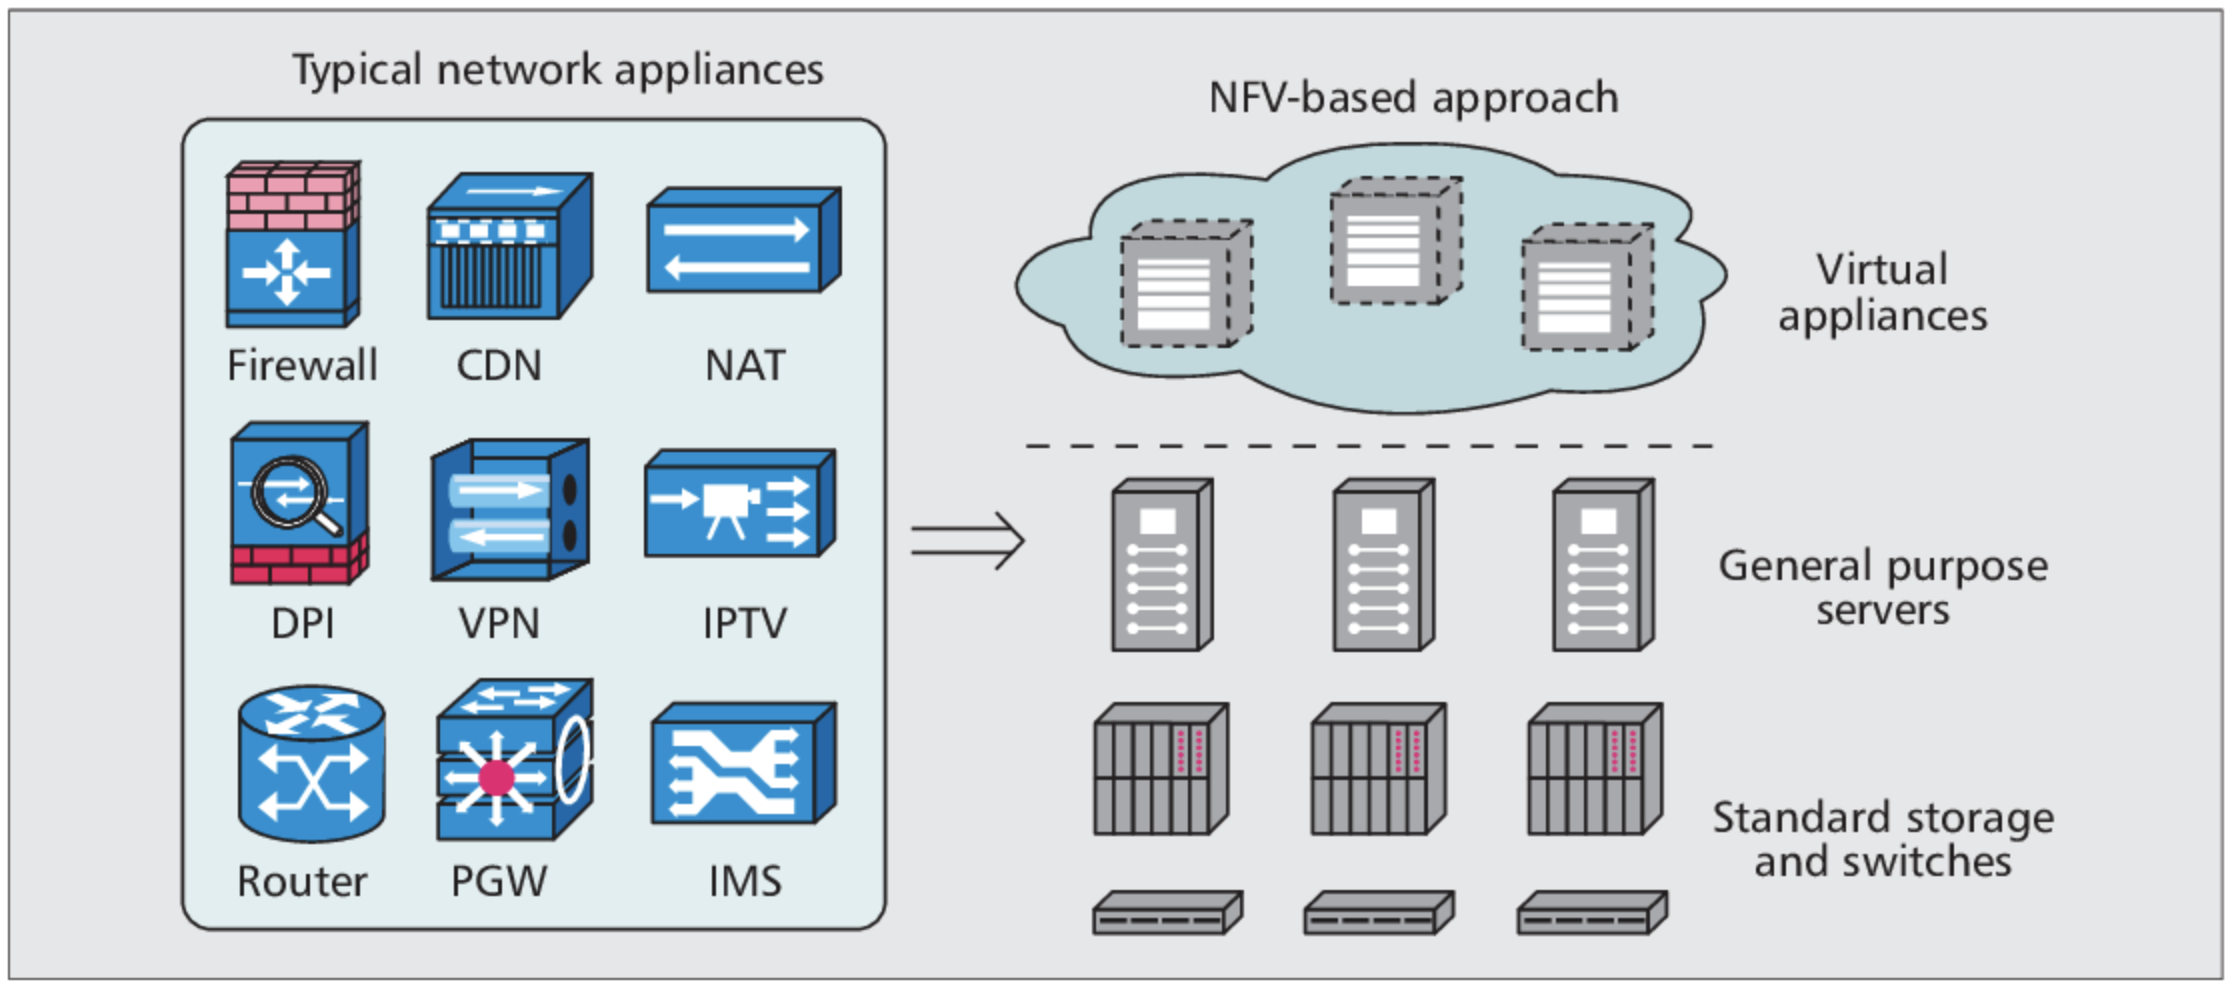 Typical network appliances
Firewall
CDN
NAT
DPI
VPN
IPTV
Router
PGW
IMS
NFV-based approach
Virtual
appliances
General purpose
servers
Standard storage
and switches